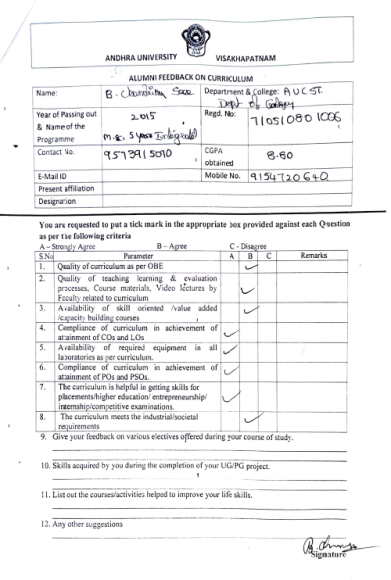 ANDHRA UNIVERSITY VISAKHAPATNAM
ALUMNI FEEDBACK ON CURRICULUM
Name: B. Department & College: AUCST.
Dept of
Year of Passing out 2015 Regd. No: 710510801006
& Name of the
Programme M.Sc. 5 year Integrated
Contact No. 9573915010 CGPA 8.60
obtained
E-Mail ID Mobile No. 9154720640
Present affiliation
Designation
You are requested to put a tick mark in the appropriate box provided against each Question
as per the following criteria
A – Strongly Agree B – Agree C - Disagree
S.No Parameter A B C Remarks
1. Quality of curriculum as per OBE ✓
2. Quality of teaching learning & evaluation
processes, Course materials, Video lectures by ✓
Faculty related to curriculum
3. Availability of skill oriented /value added ✓
/capacity building courses
4. Compliance of curriculum in achievement of ✓
attainment of COs and LOs
5. Availability of required equipment in all ✓
laboratories as per curriculum.
6. Compliance of curriculum in achievement of ✓
attainment of POs and PSOs.
7. The curriculum is helpful in getting skills for
placements/higher education/ entrepreneurship/ ✓
internship/competitive examinations.
8. The curriculum meets the industrial/societal ✓
requirements
9. Give your feedback on various electives offered during your course of study.
10. Skills acquired by you during the completion of your UG/PG project.
11. List out the courses/activities helped to improve your life skills.
12. Any other suggestions
Signature